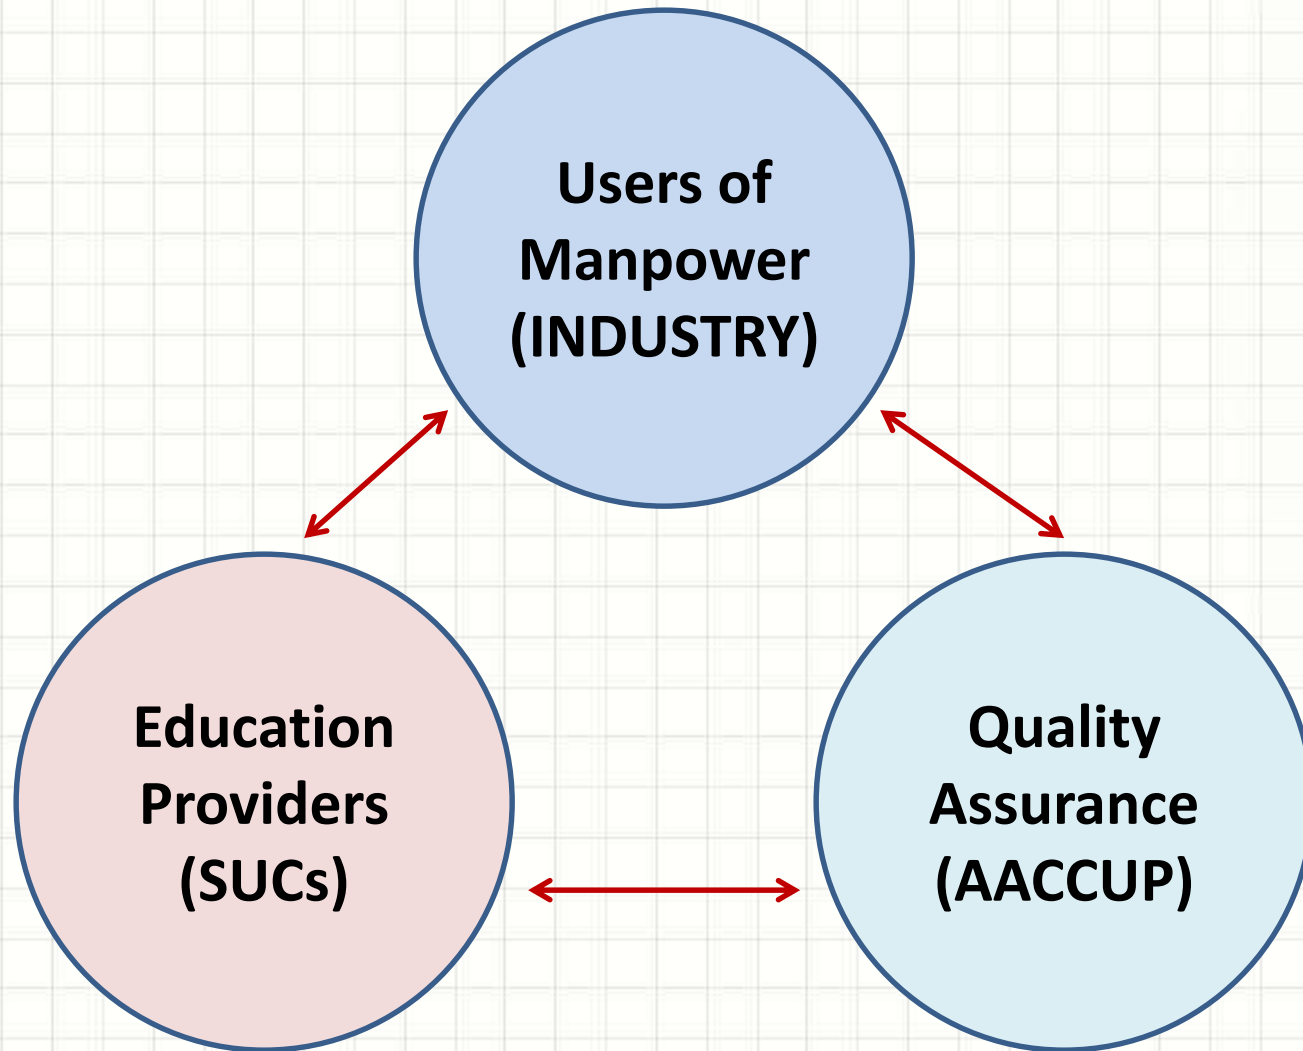 Users of
Manpower
(INDUSTRY)
Education
Providers
(SUCs)
Quality
Assurance
(AACCUP)